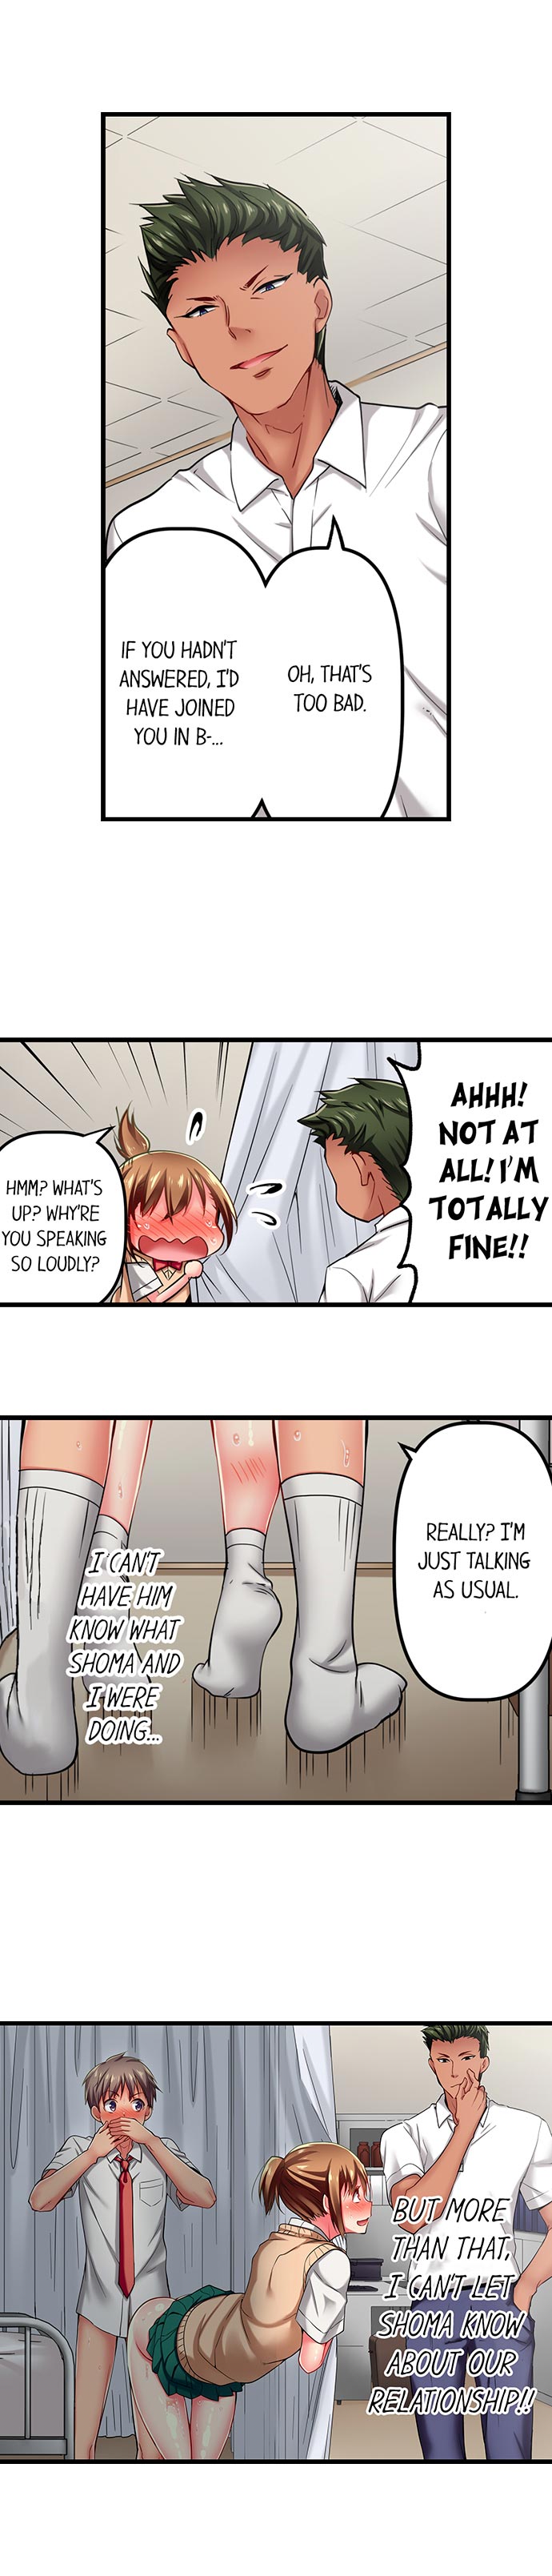 OH, THAT'S
TOO BAD.
IF YOU HADN'T
ANSWERED, I'D
HAVE JOINED
YOU IN B-...
AHHH!
NOT AT
ALL! I'M
TOTALLY
FINE!!
HMM? WHAT'S
UP? WHY'RE
YOU SPEAKING
SO LOUDLY?
REALLY? I'M
JUST TALKING
AS USUAL.
I CAN'T
HAVE HIM
KNOW WHAT
SHOMA AND
I WERE
DOING...
BUT MORE
THAN THAT,
I CAN'T LET
SHOMA KNOW
ABOUT OUR
RELATIONSHIP!!